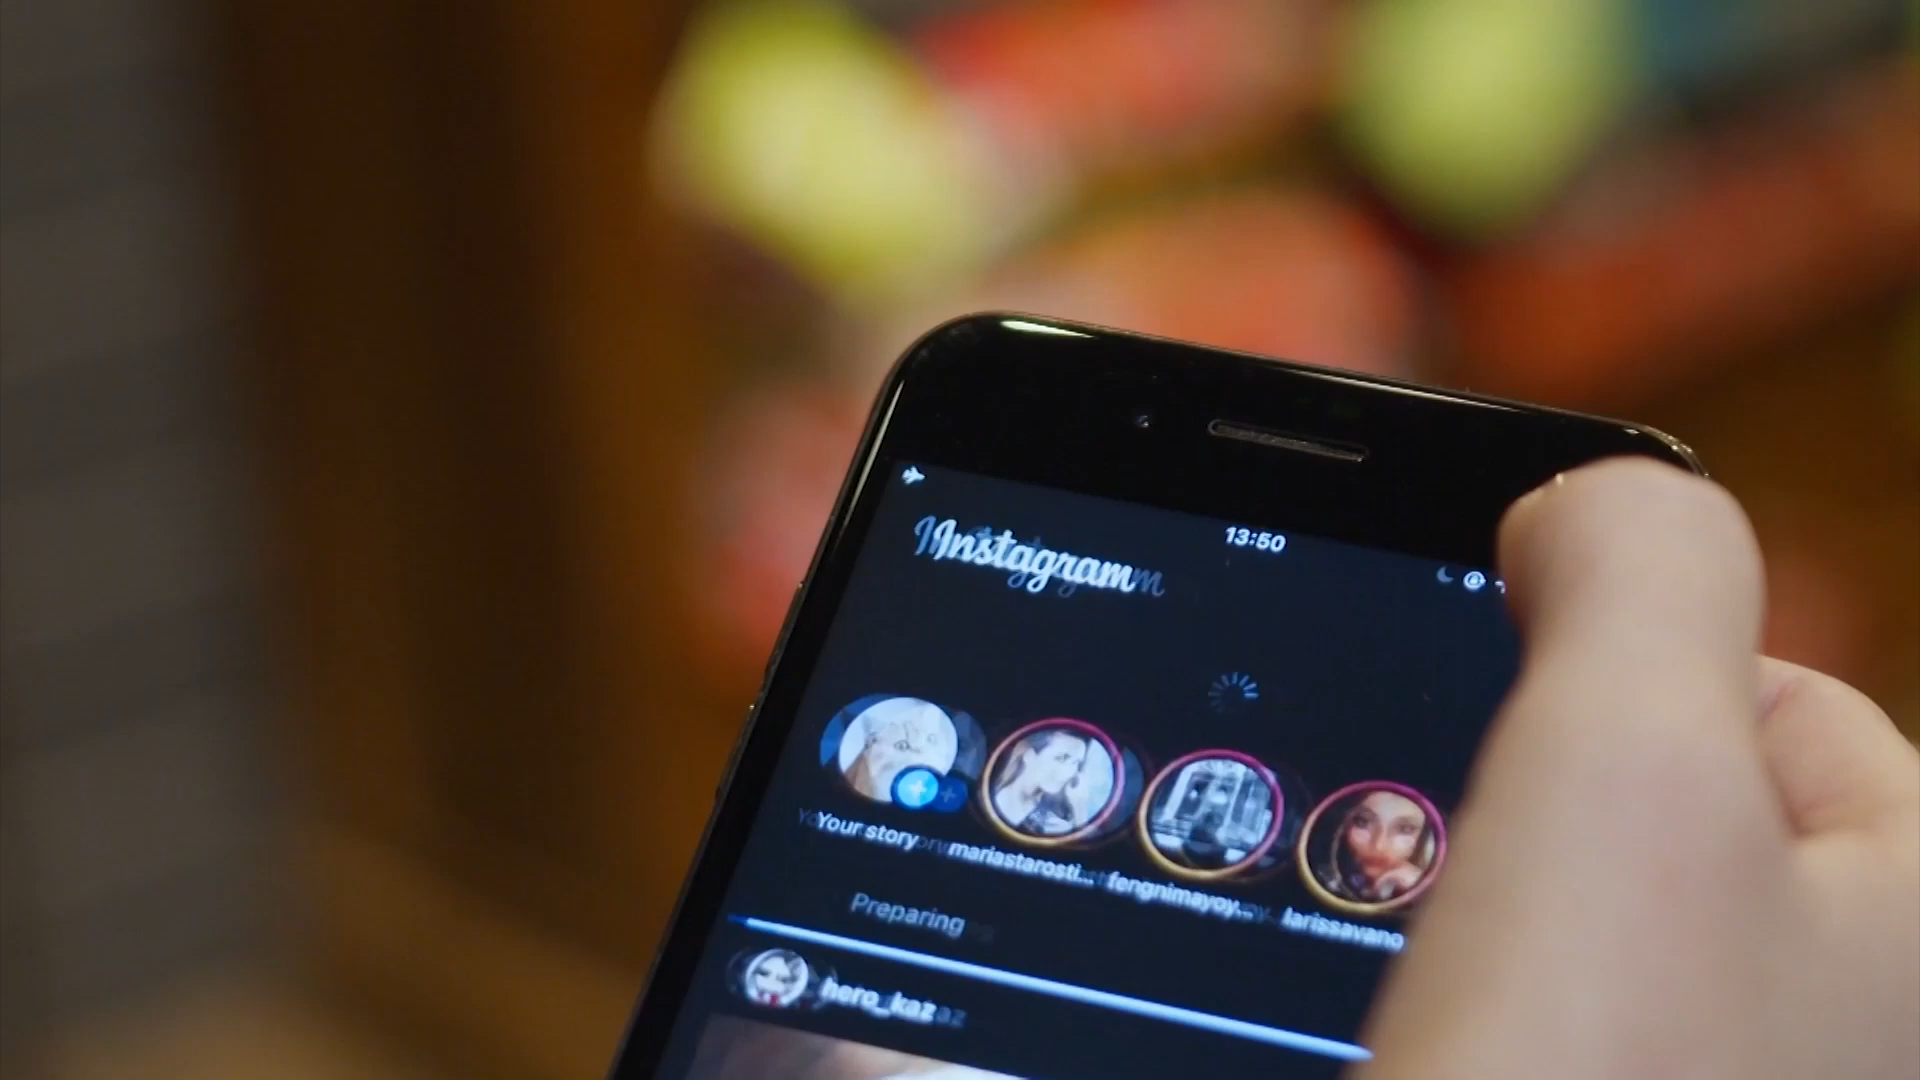 13:50
Instagram
Your story mariastarosti... fengnimayoy... larissavano
Preparing
hero_kaz